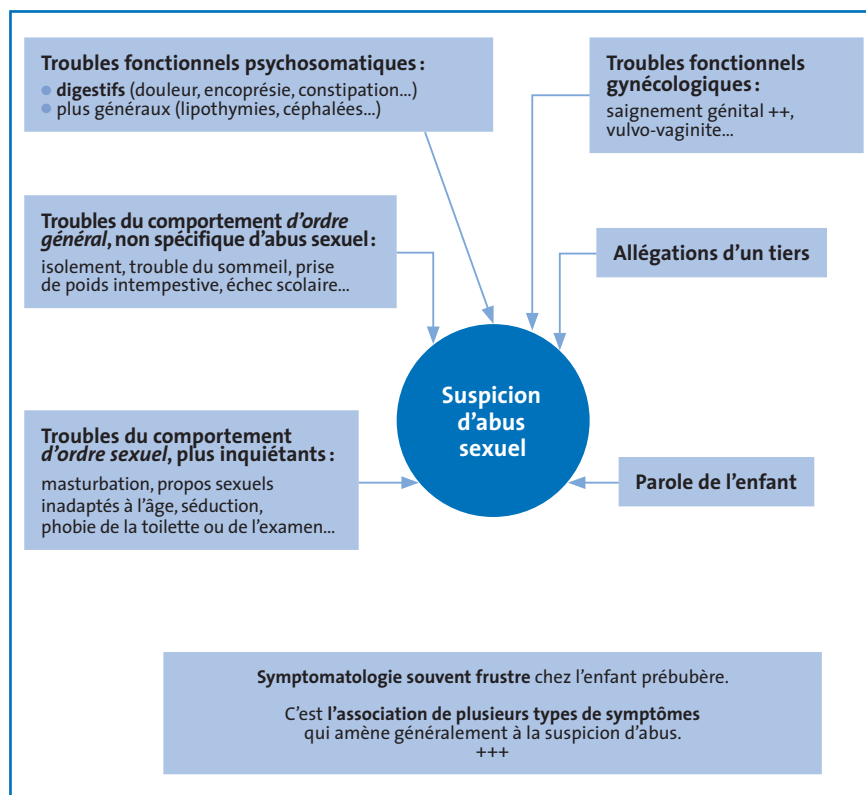 Troubles fonctionnels psychosomatiques :
• digestifs (douleur, encoprésie, constipation...)
• plus généraux (lipothymies, céphalées...)
Troubles fonctionnels
gynécologiques :
saignement génital ++,
vulvo-vaginite...
Troubles du comportement d'ordre
général, non spécifique d'abus sexuel :
isolement, trouble du sommeil, prise
de poids intempestive, échec scolaire...
Allégations d'un tiers
Suspicion
d'abus
sexuel
Troubles du comportement
d'ordre sexuel, plus inquiétants :
masturbation, propos sexuels
inadaptés à l'âge, séduction,
phobie de la toilette ou de l'examen...
Parole de l'enfant
Symptomatologie souvent frustre chez l'enfant prébubère.
C'est l'association de plusieurs types de symptômes
qui amène généralement à la suspicion d'abus.
+++